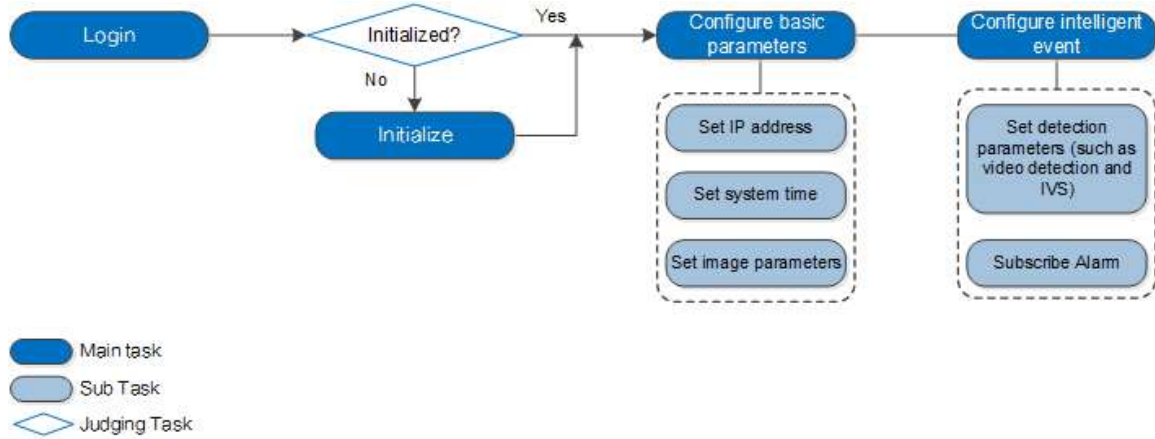 Login
Initialized?
Yes
No
Initialize
Configure basic
parameters
Set IP address
Set system time
Set image parameters
Configure intelligent
event
Set detection
parameters (such as
video detection and
IVS)
Subscribe Alarm
Main task
Sub Task
Judging Task